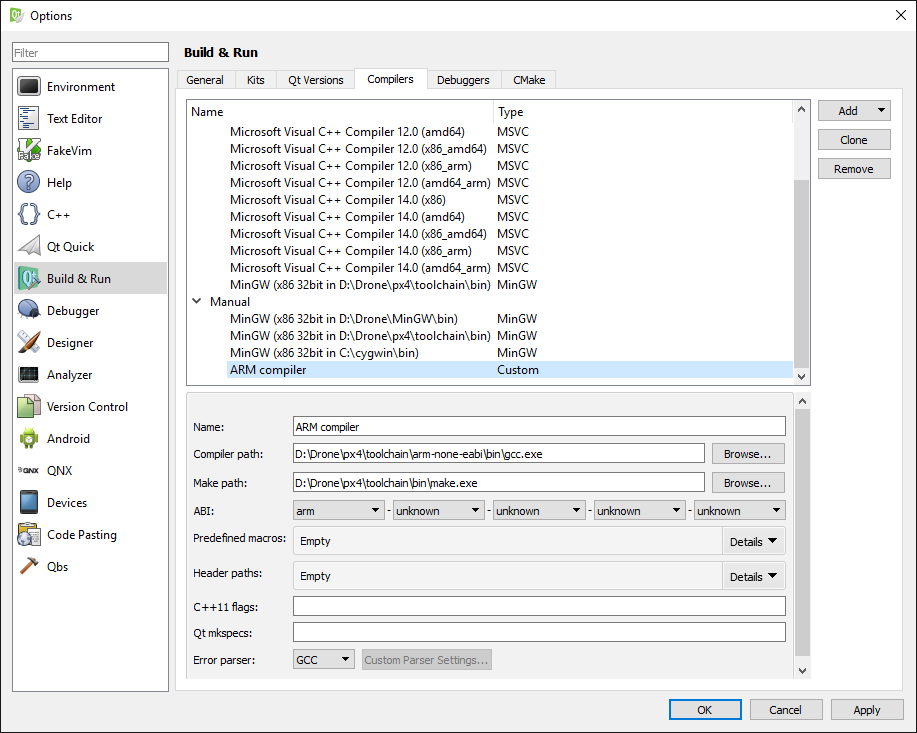 Options
Filter
Environment
Text Editor
FakeVim
Help
C++
Qt Quick
Build & Run
Debugger
Designer
Analyzer
Version Control
Android
QNX
QNX
Devices
Code Pasting
Qbs
Build & Run
General Kits Qt Versions Compilers Debuggers CMake
Name Type
Microsoft Visual C++ Compiler 12.0 (amd64) MSVC
Microsoft Visual C++ Compiler 12.0 (x86_amd64) MSVC
Microsoft Visual C++ Compiler 12.0 (x86_arm) MSVC
Microsoft Visual C++ Compiler 12.0 (amd64_arm) MSVC
Microsoft Visual C++ Compiler 14.0 (x86) MSVC
Microsoft Visual C++ Compiler 14.0 (amd64) MSVC
Microsoft Visual C++ Compiler 14.0 (x86_amd64) MSVC
Microsoft Visual C++ Compiler 14.0 (x86_arm) MSVC
Microsoft Visual C++ Compiler 14.0 (amd64_arm) MSVC
MinGW (x86 32bit in D:\Drone\px4\toolchain\bin) MinGW
Manual
MinGW (x86 32bit in D:\Drone\MinGW\bin) MinGW
MinGW (x86 32bit in D:\Drone\px4\toolchain\bin) MinGW
MinGW (x86 32bit in C:\cygwin\bin) MinGW
ARM compiler Custom
Add
Clone
Remove
Name: ARM compiler
Compiler path: D:\Drone\px4\toolchain\arm-none-eabi\bin\gcc.exe Browse...
Make path: D:\Drone\px4\toolchain\bin\make.exe Browse...
ABI: arm - unknown - unknown - unknown - unknown
Predefined macros: Empty Details
Header paths: Empty Details
C++11 flags:
Qt mkspecs:
Error parser: GCC Custom Parser Settings...
OK Cancel Apply